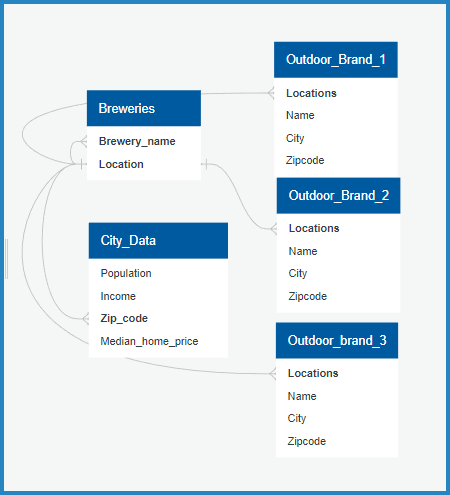 Breweries
Brewery_name
Location
City_Data
Population
Income
Zip_code
Median_home_price
Outdoor_Brand_1
Locations
Name
City
Zipcode
Outdoor_Brand_2
Locations
Name
City
Zipcode
Outdoor_brand_3
Locations
Name
City
Zipcode